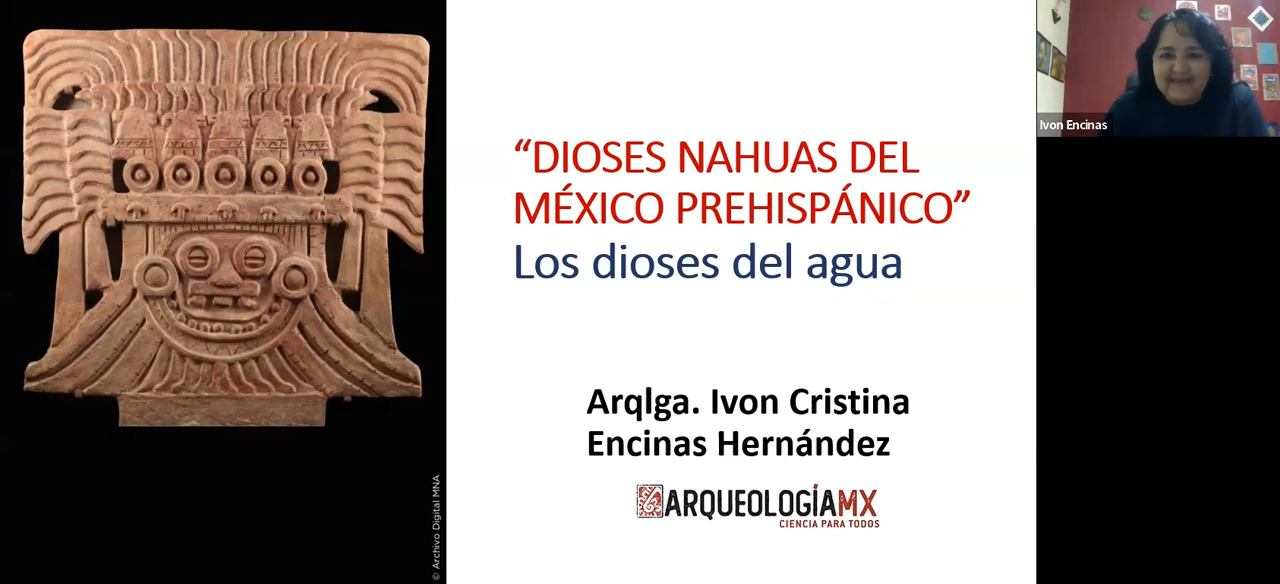 “DIOSES NAHUAS DEL
MÉXICO PREHISPÁNICO”
Los dioses del agua
Arqlga. Ivon Cristina
Encinas Hernández
ARQUEOLOGÍAMX
CIENCIA PARA TODOS
© Archivo Digital MNA
Ivon Encinas